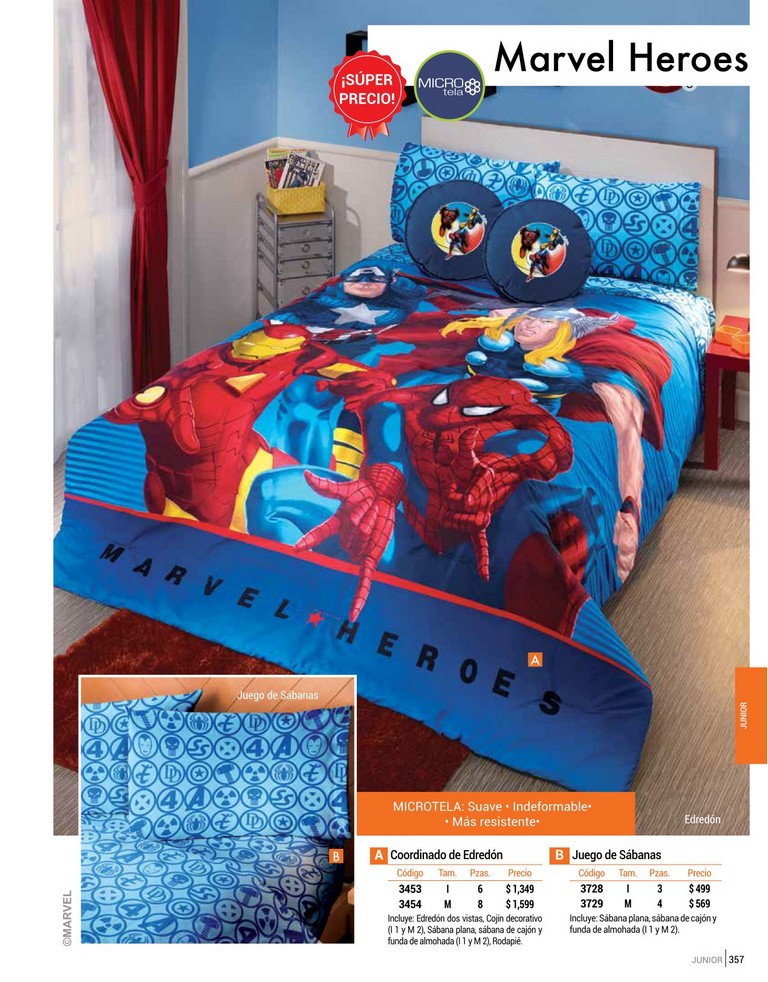 Marvel Heroes
¡SÚPER
PRECIO!
MICRO
tela
MARVEL★HEROES
A
Juego de Sábanas
B
JUNIOR
MICROTELA: Suave • Indeformable•
• Más resistente•
Edredón
A Coordinado de Edredón
Código Tam. Pzas. Precio
3453 I 6 $1,349
3454 M 8 $1,599
Incluye: Edredón dos vistas, Cojin decorativo
(I 1 y M 2), Sábana plana, sábana de cajón y
funda de almohada (I 1 y M 2), Rodapié.
B Juego de Sábanas
Código Tam. Pzas. Precio
3728 I 3 $499
3729 M 4 $569
Incluye: Sábana plana, sábana de cajón y
funda de almohada (I 1 y M 2).
©MARVEL
JUNIOR 357